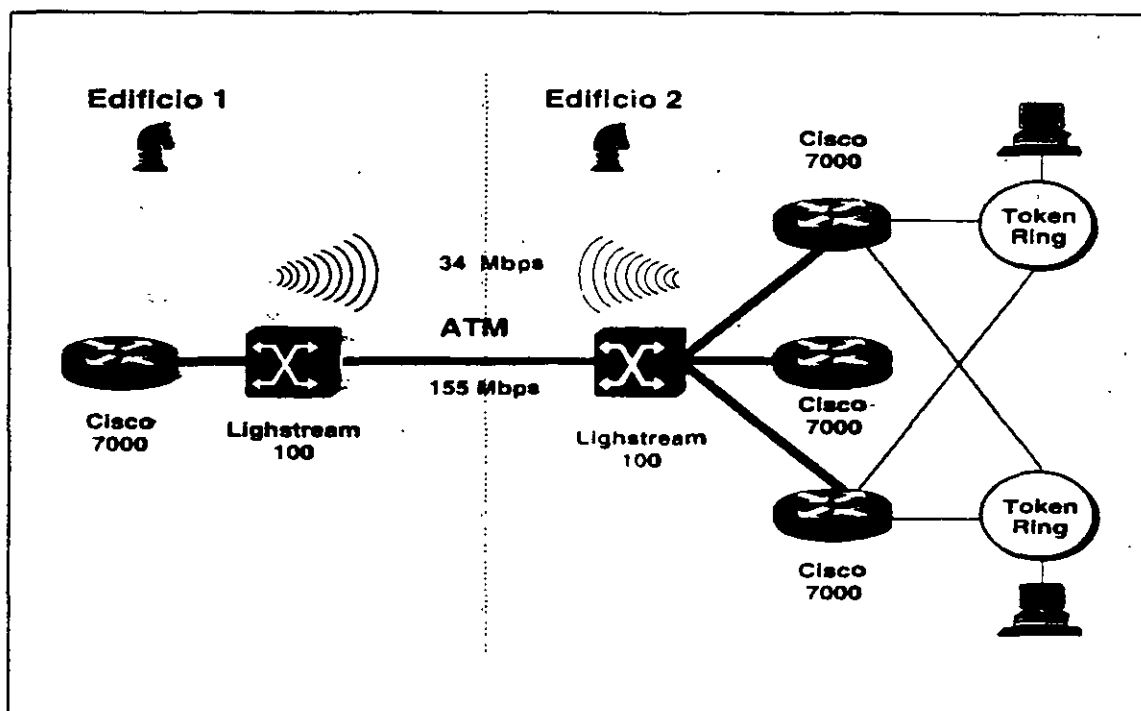 Edificio 1
Edificio 2
Cisco
7000
Token
Ring
34 Mbps
ATM
155 Mbps
Cisco
7000
Lighstream
100
Lighstream
100
Cisco
7000
Token
Ring
Cisco
7000